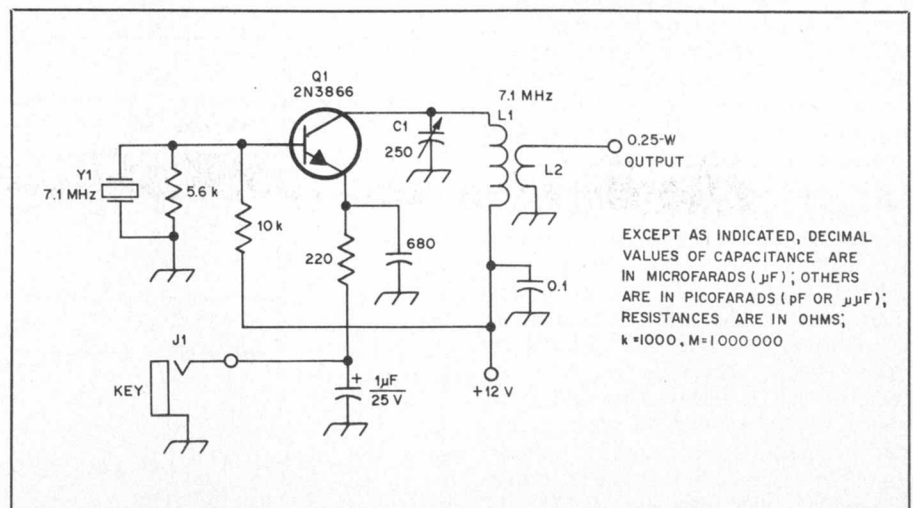 Q1
2N3866
7.1 MHz
L1
C1
250
0.25-W
OUTPUT
L2
Y1
7.1 MHz
5.6 k
10 k
220
680
0.1
EXCEPT AS INDICATED, DECIMAL
VALUES OF CAPACITANCE ARE
IN MICROFARADS (µF); OTHERS
ARE IN PICOFARADS (pF OR µµF);
RESISTANCES ARE IN OHMS;
k=1000, M=1000000
J1
KEY
+
1µF
25 V
+12 V